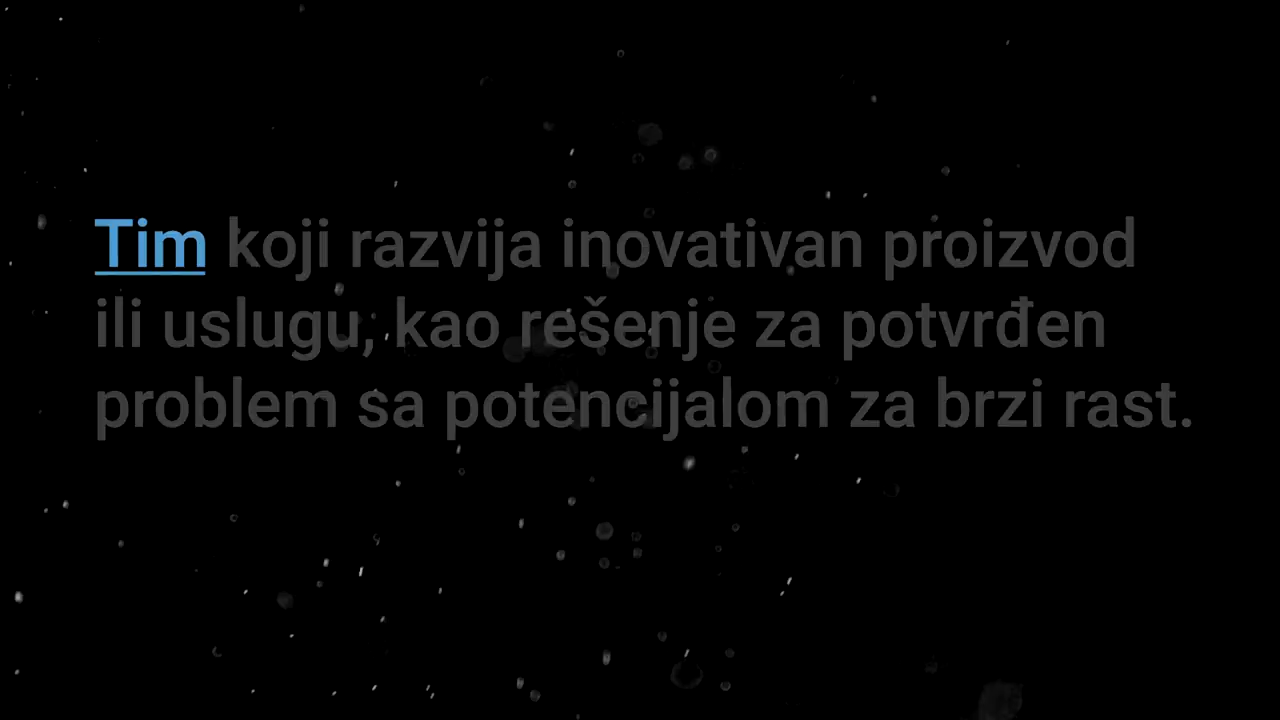 Tim koji razvija inovativan proizvod
ili uslugu, kao rešenje za potvrđen
problem sa potencijalom za brzi rast.